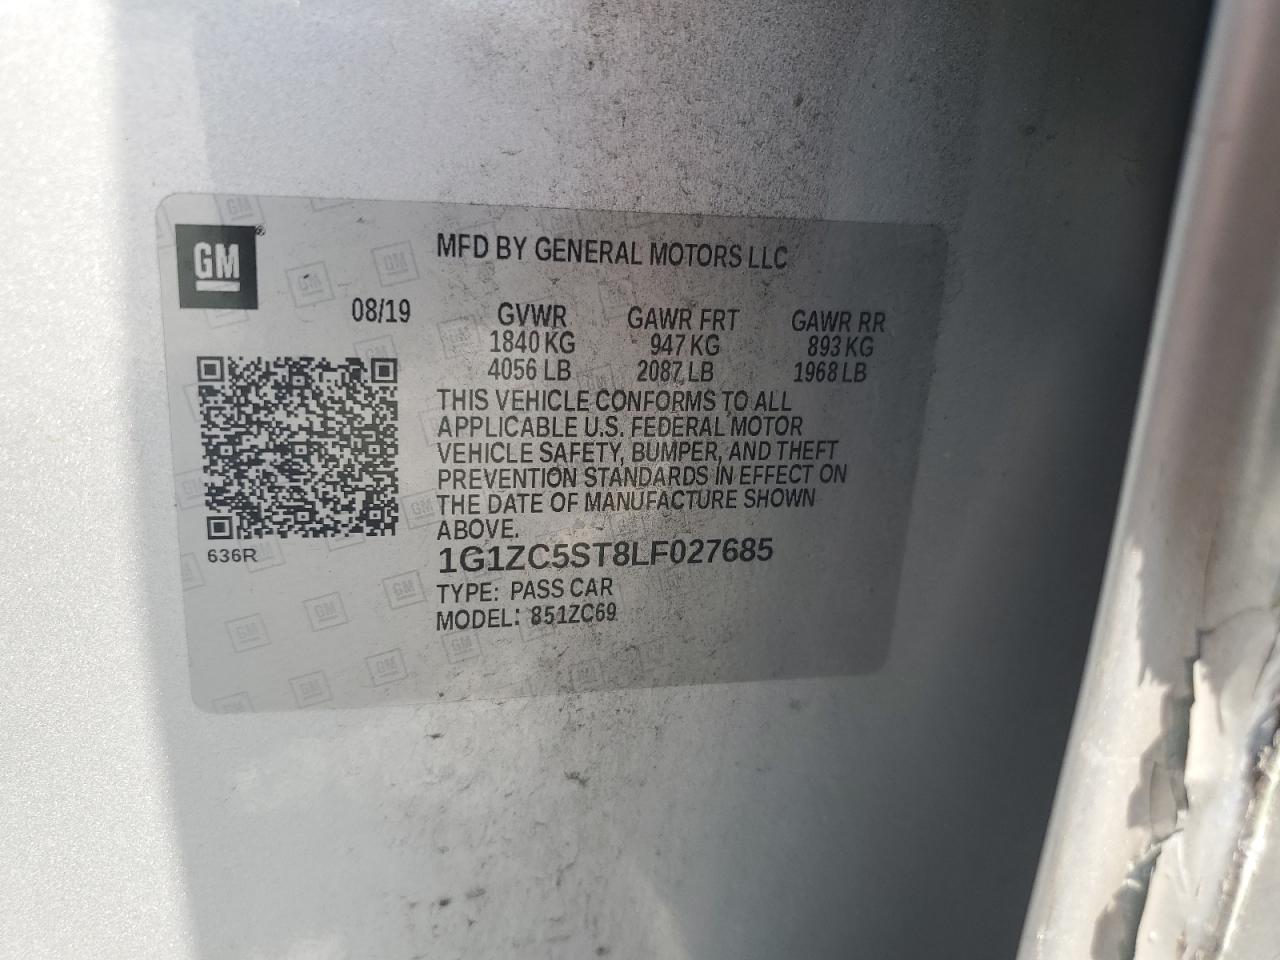 GM
MFD BY GENERAL MOTORS LLC
08/19
GVWR GAWR FRT GAWR RR
1840 KG 947 KG 893 KG
4056 LB 2087 LB 1968 LB
THIS VEHICLE CONFORMS TO ALL
APPLICABLE U.S. FEDERAL MOTOR
VEHICLE SAFETY, BUMPER, AND THEFT
PREVENTION STANDARDS IN EFFECT ON
THE DATE OF MANUFACTURE SHOWN
ABOVE.
636R
1G1ZC5ST8LF027685
TYPE: PASS CAR
MODEL: 851ZC69